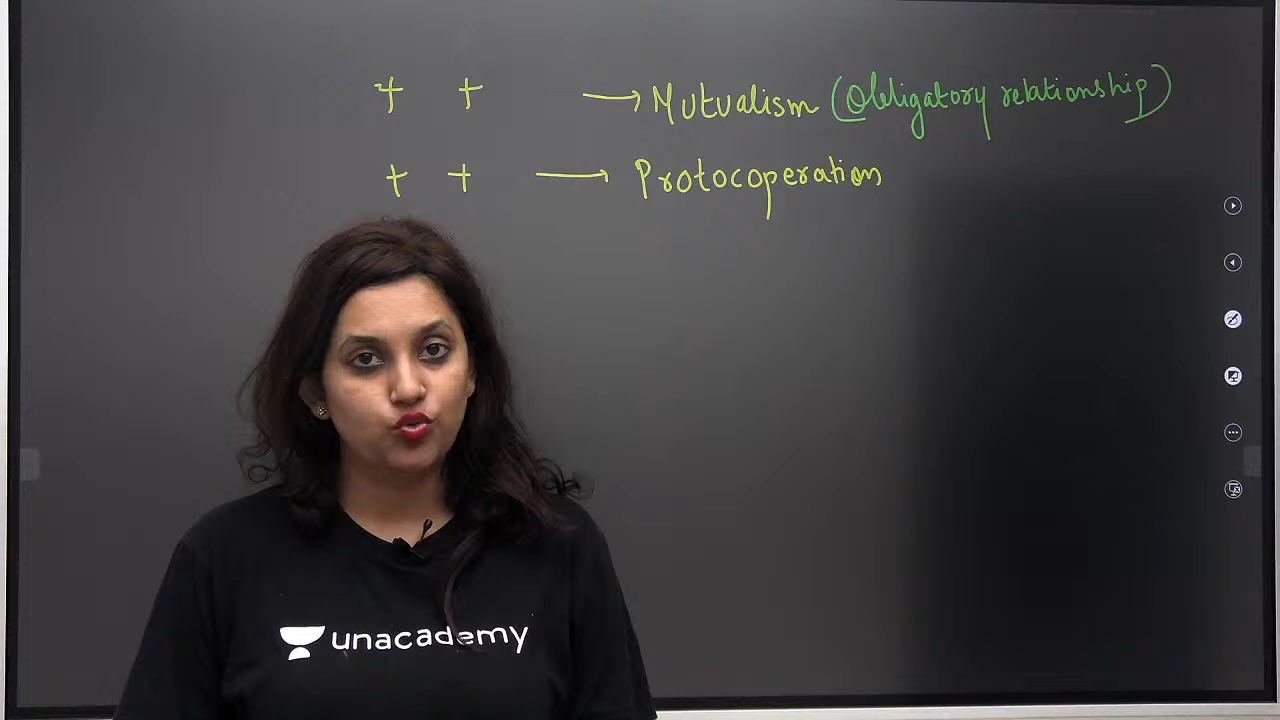 + + → Mutualism (Obligatory relationship)
+ + → Protocoperation
unacademy